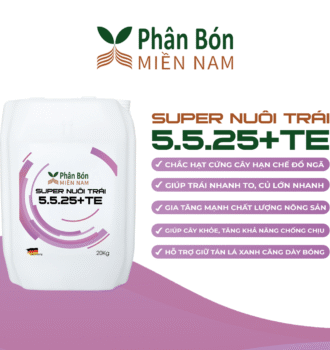 Phân Bón
MIỀN NAM
SUPER NUÔI TRÁI
5.5.25+TE
CHẮC HẠT CỨNG CÂY HẠN CHẾ ĐỔ NGÃ
GIÚP TRÁI NHANH TO, CỦ LỚN NHANH
GIA TĂNG MẠNH CHẤT LƯỢNG NÔNG SẢN
GIÚP CÂY KHỎE, TĂNG KHẢ NĂNG CHỐNG CHỊU
HỖ TRỢ GIỮ TÁN LÁ XANH CĂNG DÀY BÓNG
Phân Bón
MIỀN NAM
SUPER NUÔI TRÁI
5.5.25+TE
20Kg